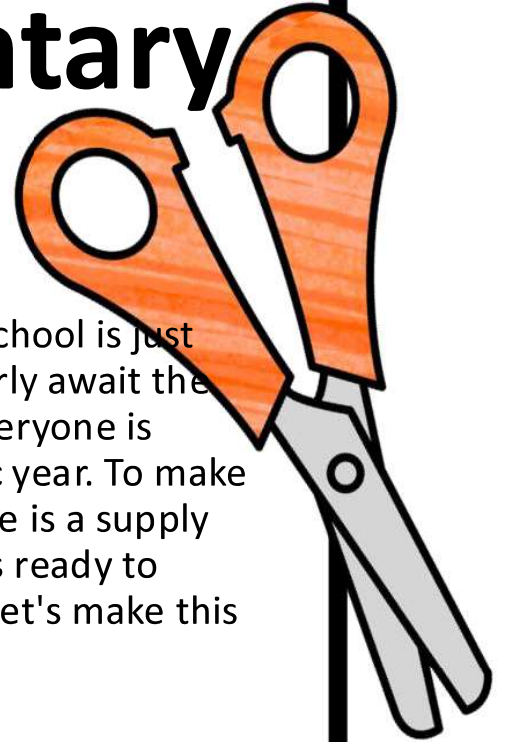 ntary
chool is just
rly await the
eryone is
c year. To make
e is a supply
s ready to
et's make this